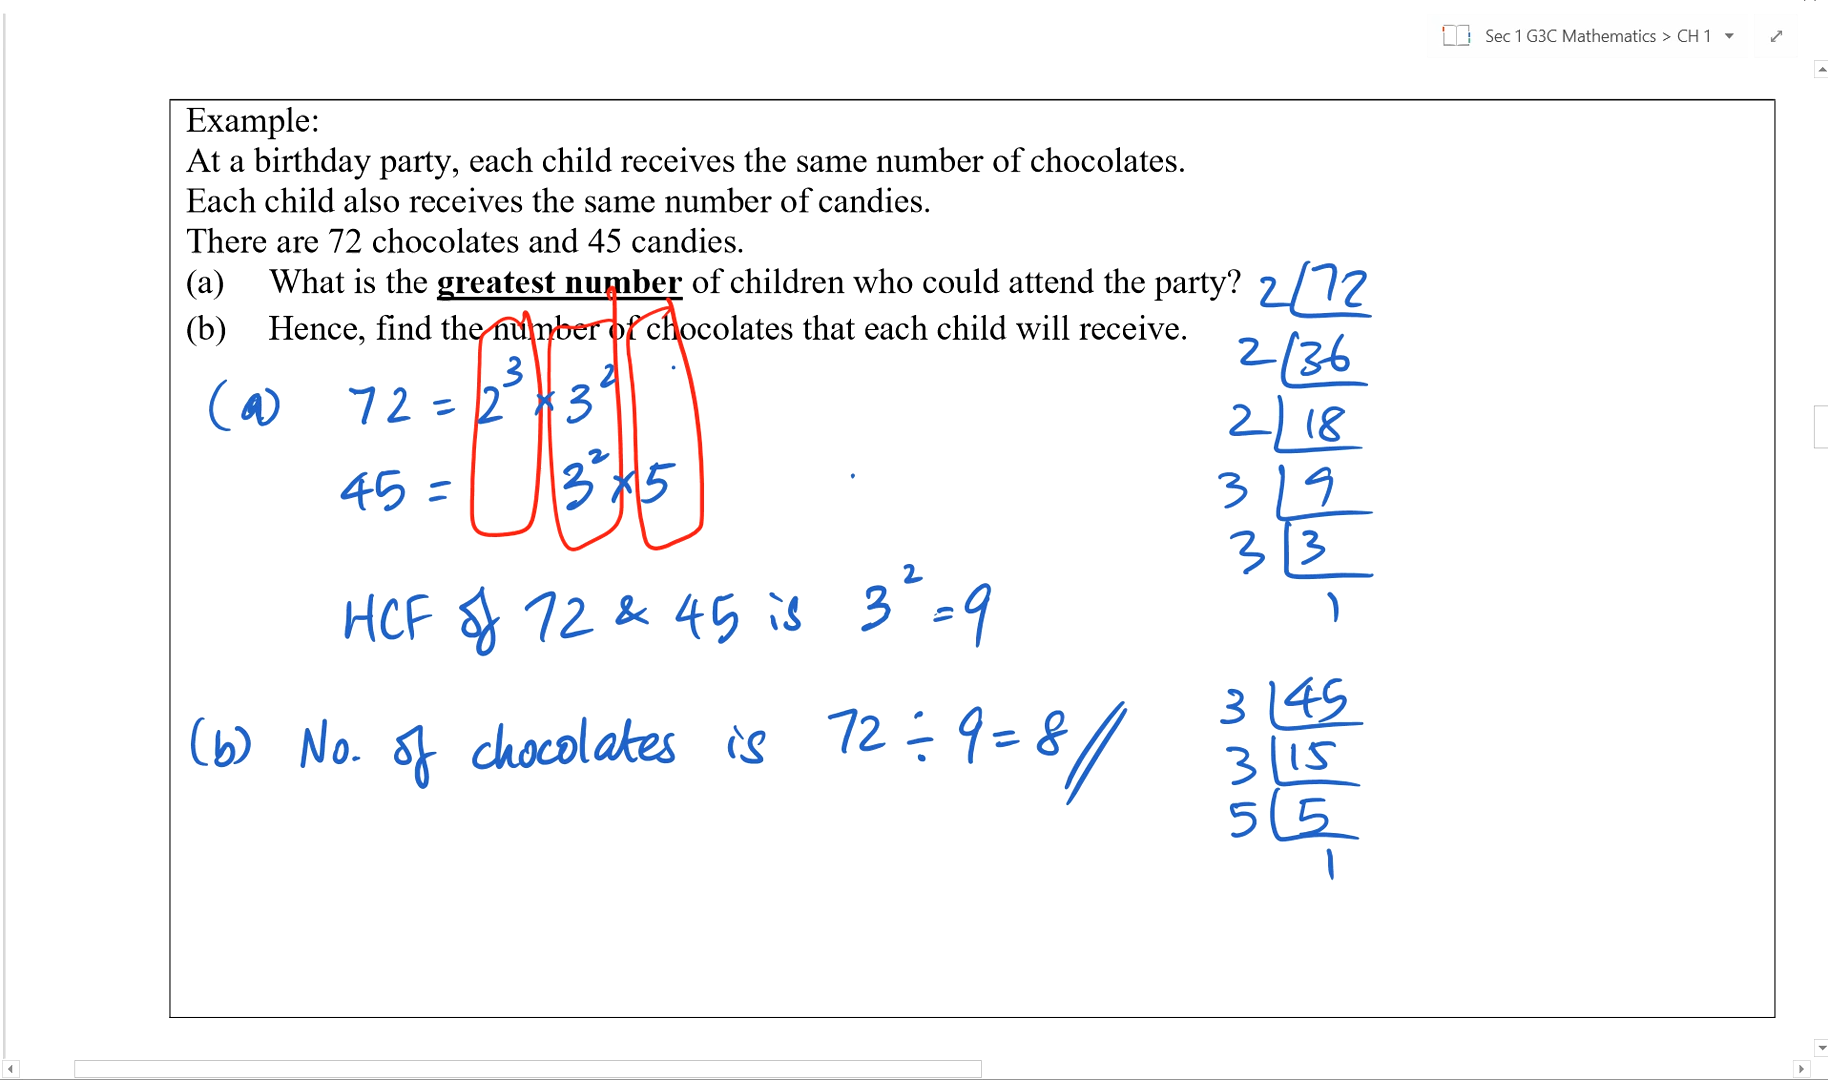 Sec 1 G3C Mathematics > CH 1
Example:
At a birthday party, each child receives the same number of chocolates.
Each child also receives the same number of candies.
There are 72 chocolates and 45 candies.
(a) What is the greatest number of children who could attend the party?
(b) Hence, find the number of chocolates that each child will receive.
(a) 72 = 2³ × 3²
45 = 3² × 5
HCF of 72 & 45 is 3² = 9
(b) No. of chocolates is 72 ÷ 9 = 8 //
2 72
2 36
2 18
3 9
3 3
1
3 45
3 15
5 5
1